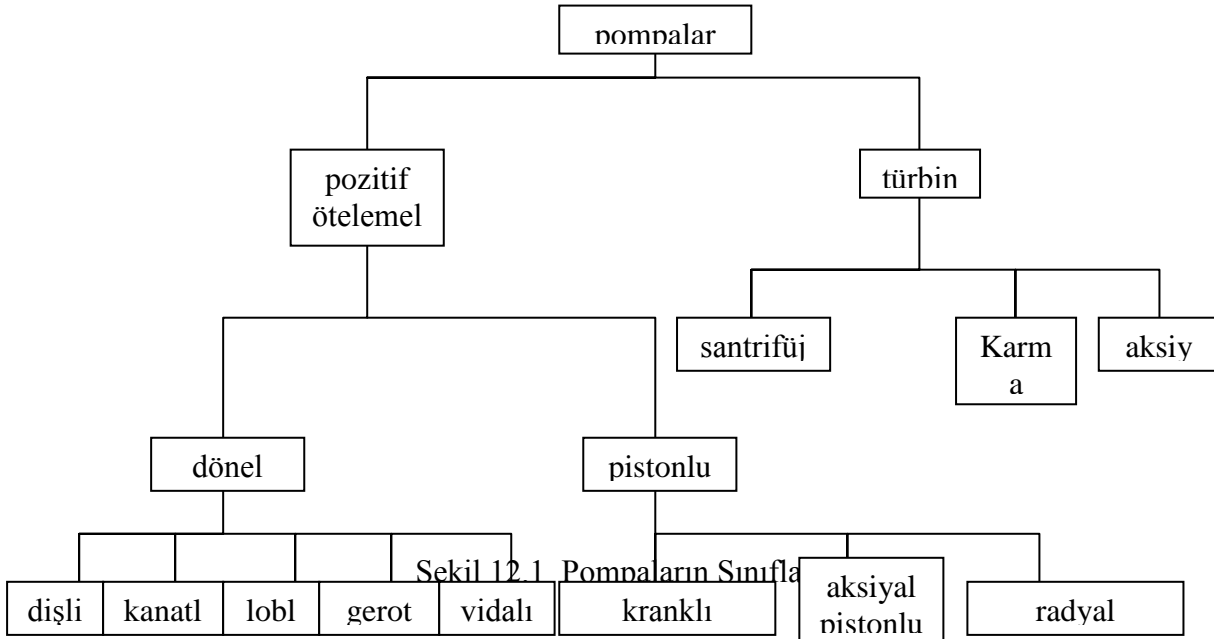 pompalar
pozitif
ötelemel
türbin
santrifüj
Karm
a
aksiy
dönel
pistonlu
Şekil 12.1 Pompaların Sınıfla
dişli
kanatl
lobl
gerot
vidalı
kranklı
aksiyal
pistonlu
radyal